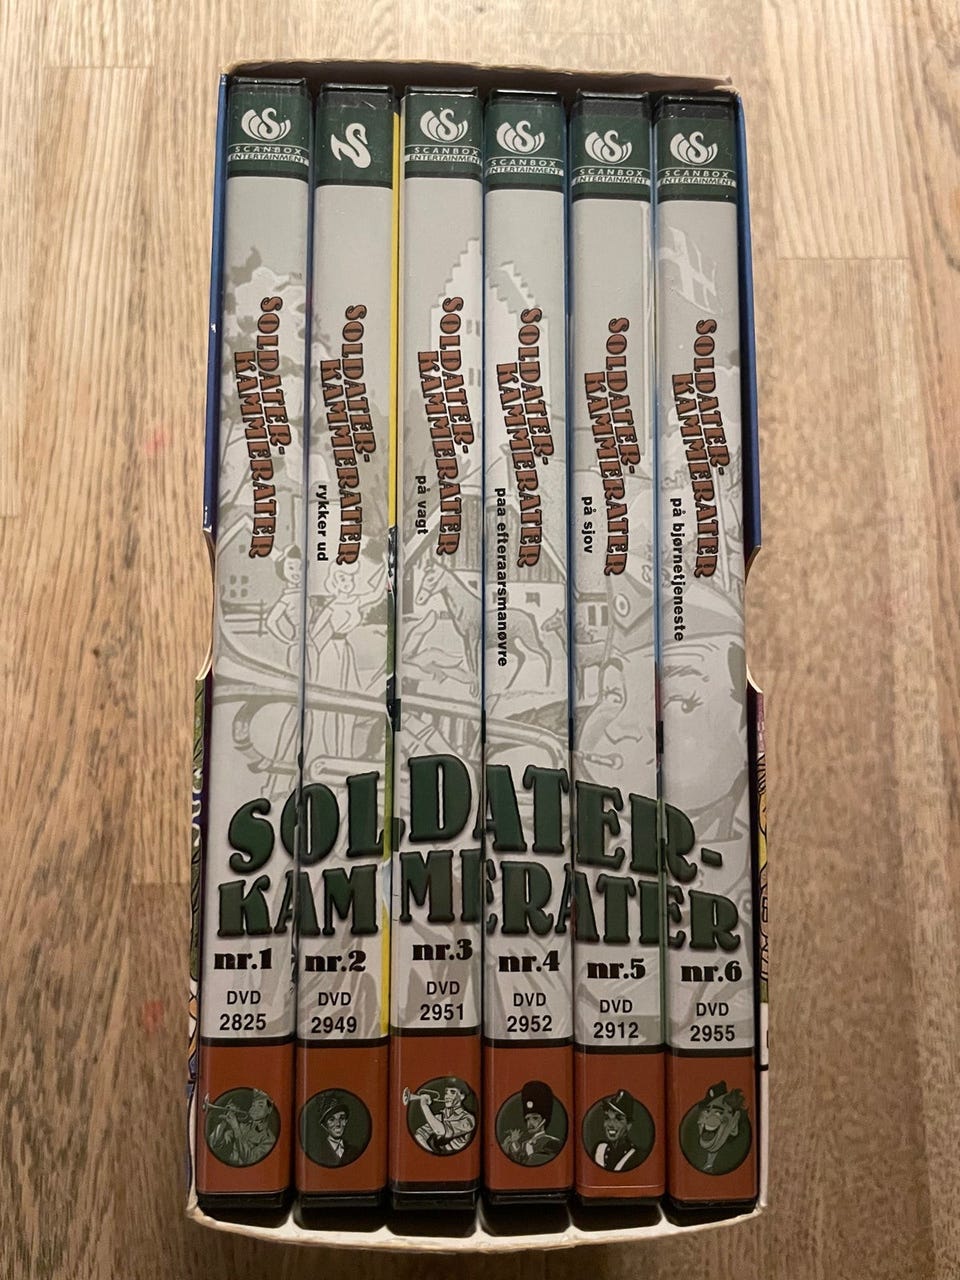 SCANBOX
ENTERTAINMENT
SOLDATER-
KAMMERATER
SOLDATER-
KAMMERATER
rykker ud
SCANBOX
ENTERTAINMENT
SOLDATER-
KAMMERATER
på vagt
SCANBOX
ENTERTAINMENT
SOLDATER-
KAMMERATER
paa efteraarsmanøvre
SCANBOX
ENTERTAINMENT
SOLDATER-
KAMMERATER
på sjov
SCANBOX
ENTERTAINMENT
SOLDATER-
KAMMERATER
på bjørnetjeneste
SOLDATER-
KAMMERATER
nr.1
DVD
2825
nr.2
DVD
2949
nr.3
DVD
2951
nr.4
DVD
2952
nr.5
DVD
2912
nr.6
DVD
2955